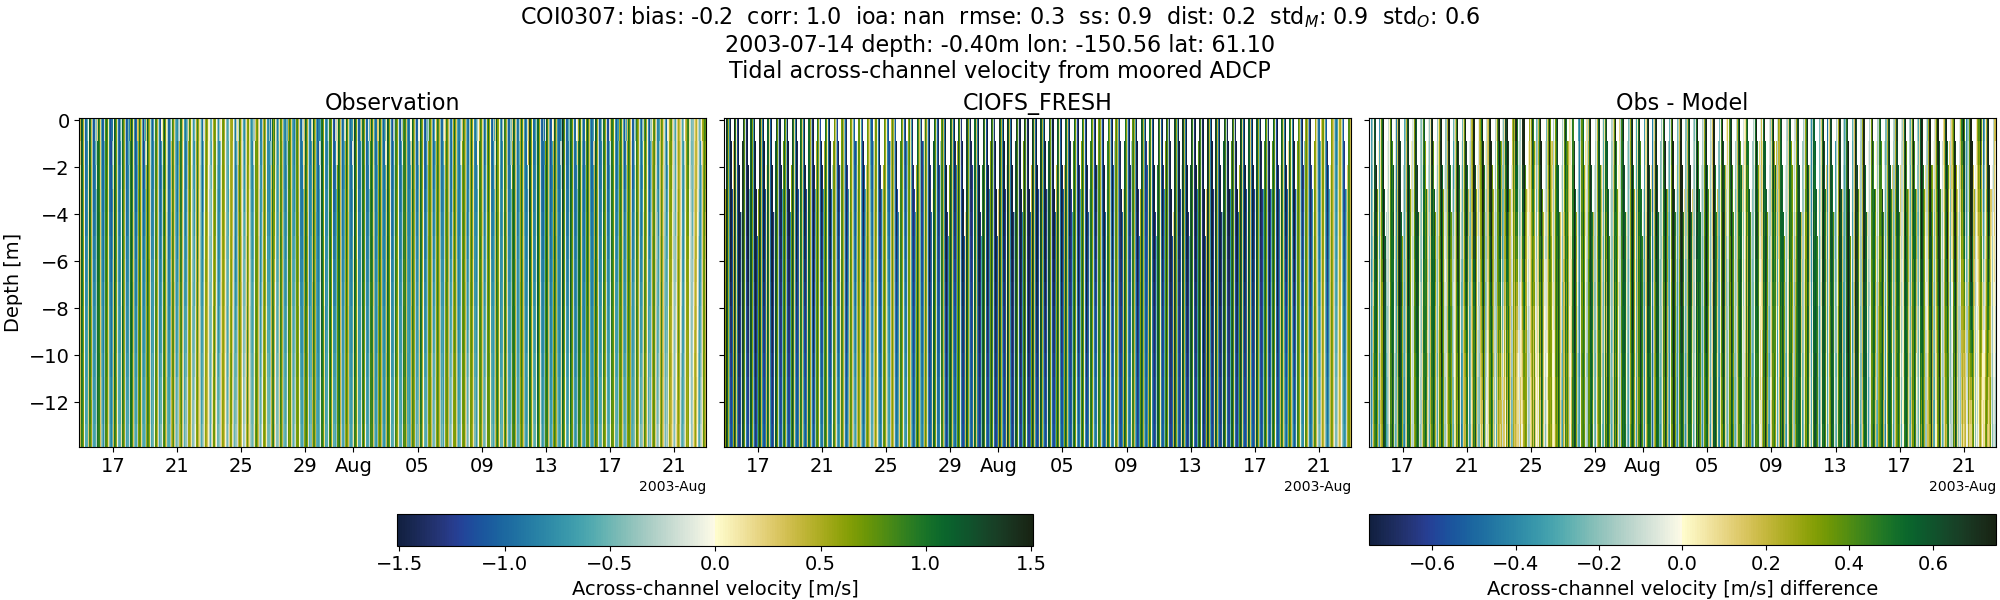 COI0307: bias: -0.2 corr: 1.0 ioa: nan rmse: 0.3 ss: 0.9 dist: 0.2 std_M: 0.9 std_O: 0.6
2003-07-14 depth: -0.40m lon: -150.56 lat: 61.10
Tidal across-channel velocity from moored ADCP
Observation
CIOFS_FRESH
Obs - Model
Depth [m]
0
−2
−4
−6
−8
−10
−12
17 21 25 29 Aug 05 09 13 17 21
2003-Aug
17 21 25 29 Aug 05 09 13 17 21
2003-Aug
17 21 25 29 Aug 05 09 13 17 21
2003-Aug
−1.5 −1.0 −0.5 0.0 0.5 1.0 1.5
Across-channel velocity [m/s]
−0.6 −0.4 −0.2 0.0 0.2 0.4 0.6
Across-channel velocity [m/s] difference